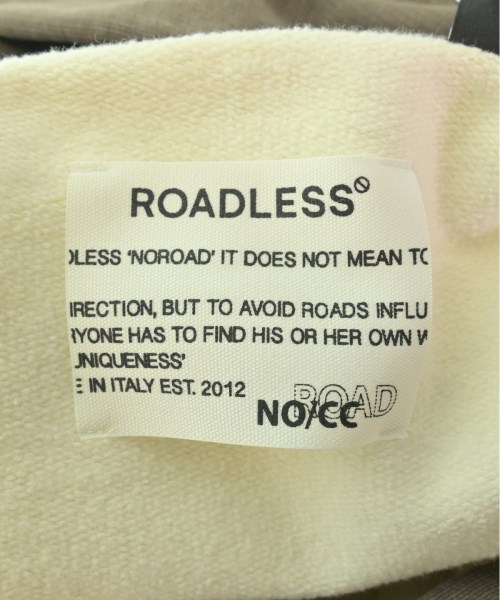 ROADLESS
DLESS 'NOROAD' IT DOES NOT MEAN TO
IRECTION, BUT TO AVOID ROADS INFLU
RYONE HAS TO FIND HIS OR HER OWN W
UNIQUENESS'
E IN ITALY EST. 2012
ROAD
NO/CC